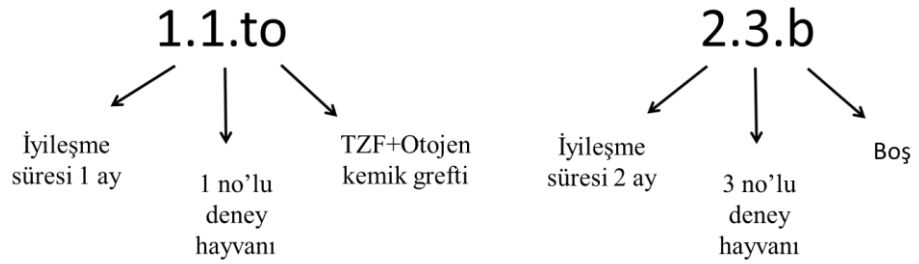 1.1.to
İyileşme
süresi 1 ay
1 no’lu
deney
hayvanı
TZF+Otojen
kemik grefti
2.3.b
İyileşme
süresi 2 ay
3 no’lu
deney
hayvanı
Boş